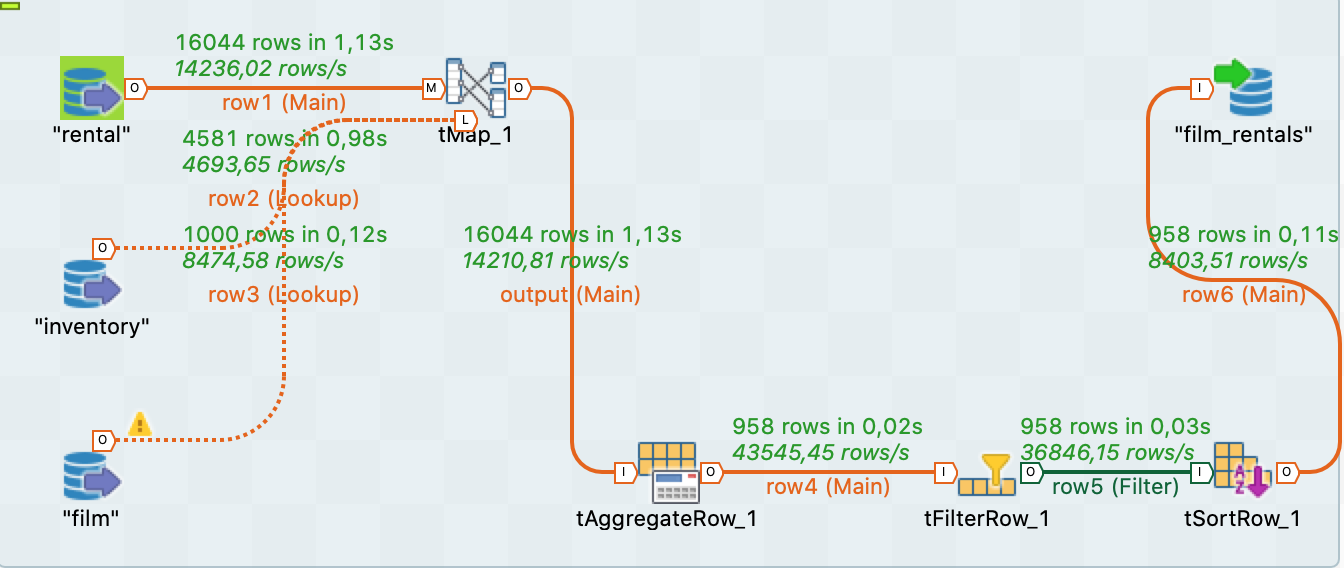 16044 rows in 1,13s
14236,02 rows/s
O
M
O
row1 (Main)
"rental"
tMap_1
L
4581 rows in 0,98s
4693,65 rows/s
row2 (Lookup)
O
1000 rows in 0,12s
8474,58 rows/s
row3 (Lookup)
"inventory"
16044 rows in 1,13s
14210,81 rows/s
output (Main)
I
"film_rentals"
958 rows in 0,11s
8403,51 rows/s
row6 (Main)
O
"film"
I
O
958 rows in 0,02s
43545,45 rows/s
row4 (Main)
tAggregateRow_1
I
O
958 rows in 0,03s
36846,15 rows/s
row5 (Filter)
tFilterRow_1
I
A
Z
O
tSortRow_1